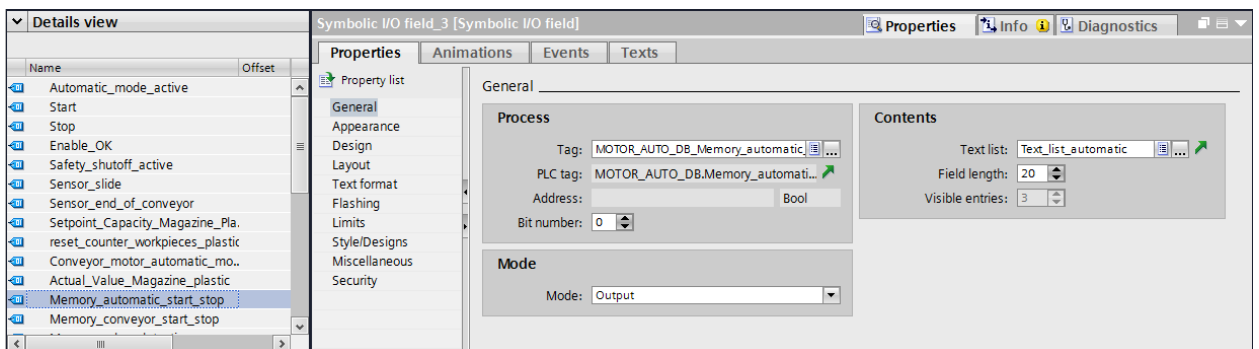 Details view
Name Offset
Automatic_mode_active
Start
Stop
Enable_OK
Safety_shutoff_active
Sensor_slide
Sensor_end_of_conveyor
Setpoint_Capacity_Magazine_Pla.
reset_counter_workpieces_plastic
Conveyor_motor_automatic_mo..
Actual_Value_Magazine_plastic
Memory_automatic_start_stop
Memory_conveyor_start_stop
Symbolic I/O field_3 [Symbolic I/O field]
Properties Info Diagnostics
Properties Animations Events Texts
Property list
General
Appearance
Design
Layout
Text format
Flashing
Limits
Style/Designs
Miscellaneous
Security
General
Process
Tag: MOTOR_AUTO_DB_Memory_automatic_ ...
PLC tag: MOTOR_AUTO_DB.Memory_automati...
Address: Bool
Bit number: 0
Mode
Mode: Output
Contents
Text list: Text_list_automatic ...
Field length: 20
Visible entries: 3